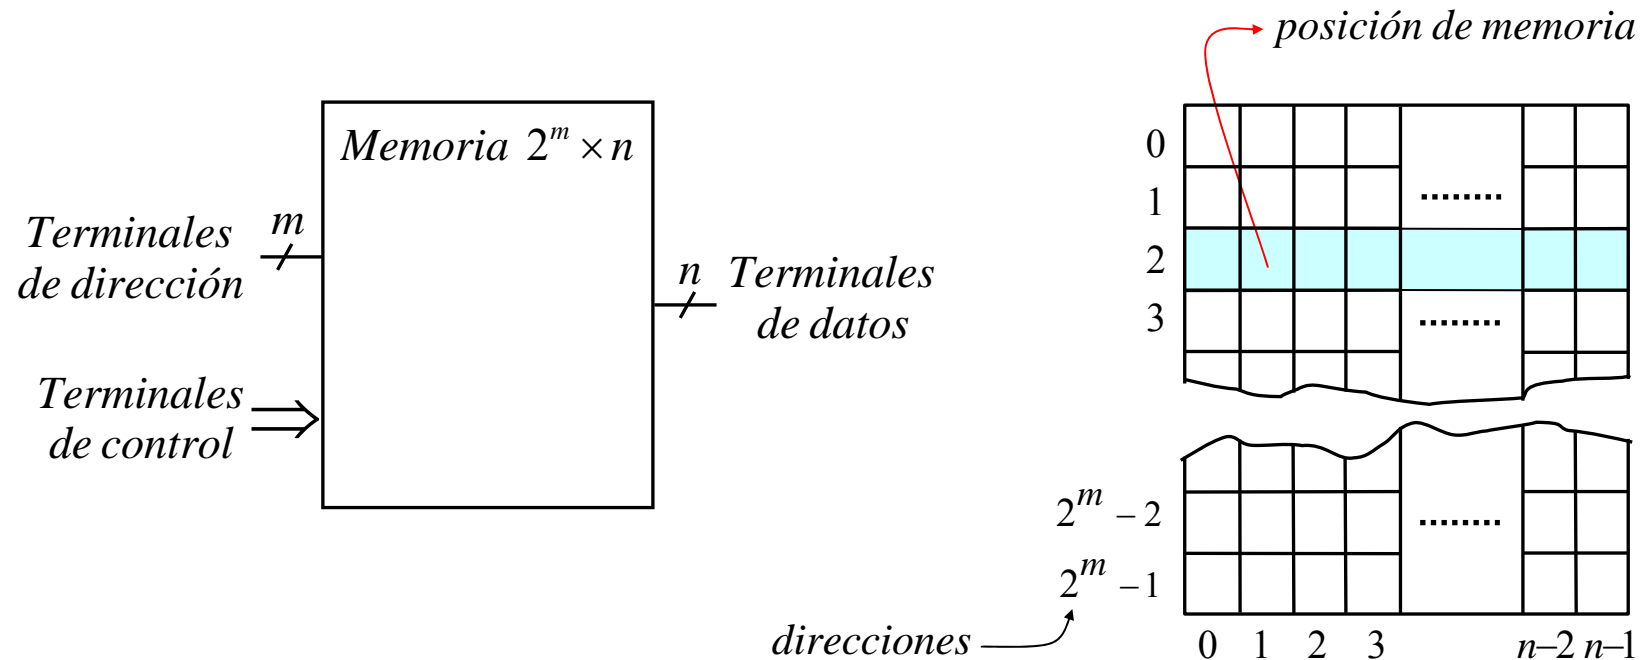 Memoria 2^m × n
Terminales
de dirección
m
Terminales
de control
n
Terminales
de datos
posición de memoria
0
1
........
2
3
........
2^m – 2
........
2^m – 1
direcciones
0 1 2 3 n–2 n–1